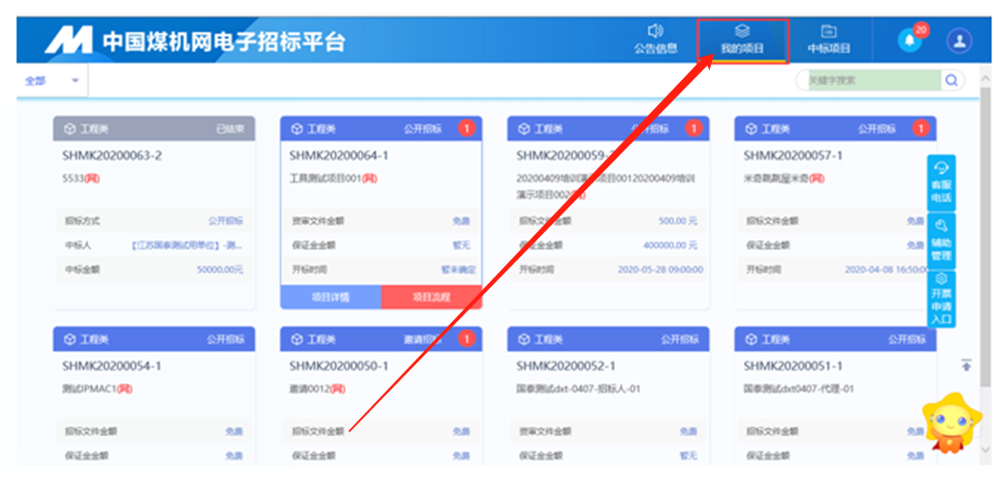 中国煤机网电子招标平台
公告信息
我的项目
中标项目
20
全部
关键字搜索
工程类 已结束
SHMK20200063-2
5533(网)
招标方式 公开招标
中标人 【江苏国泰测试用单位】-测...
中标金额 50000.00元
工程类 公开招标 1
SHMK20200064-1
工具测试项目001(网)
资审文件金额 免费
保证金金额 暂无
开标时间 暂未确定
项目详情 项目流程
工程类 公开招标 1
SHMK20200059-
20200409培训演示项目00120200409培训
演示项目002(网)
招标文件金额 500.00 元
保证金金额 400000.00 元
开标时间 2020-05-28 09:00:00
工程类 公开招标 1
SHMK20200057-1
米奇跳跳屋米奇(网)
招标文件金额 免费
保证金金额 免费
开标时间 2020-04-08 16:50:00
客服
电话
辅助
管理
开票
申请
入口
工程类 公开招标
SHMK20200054-1
测试PMAC1(网)
招标文件金额 免费
保证金金额 免费
工程类 邀请招标 1
SHMK20200050-1
邀请0012(网)
招标文件金额 免费
保证金金额 免费
工程类 公开招标
SHMK20200052-1
国泰测试dxt-0407-招标人-01
资审文件金额 免费
保证金金额 暂无
工程类 公开招标
SHMK20200051-1
国泰测试dxt0407-代理-01
招标文件金额 免费
保证金金额 免费